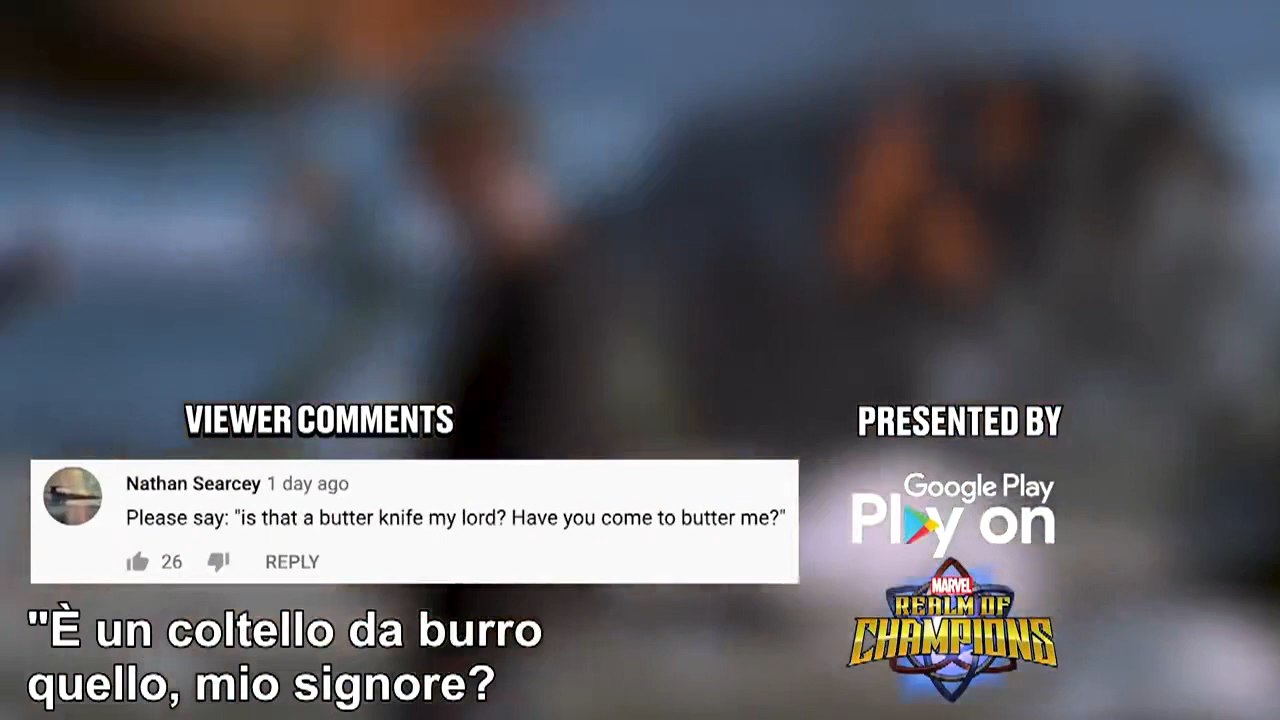 VIEWER COMMENTS
Nathan Searcey 1 day ago
Please say: "is that a butter knife my lord? Have you come to butter me?"
26 REPLY
"È un coltello da burro
quello, mio signore?
PRESENTED BY
Google Play
Play on
MARVEL
REALM OF
CHAMPIONS